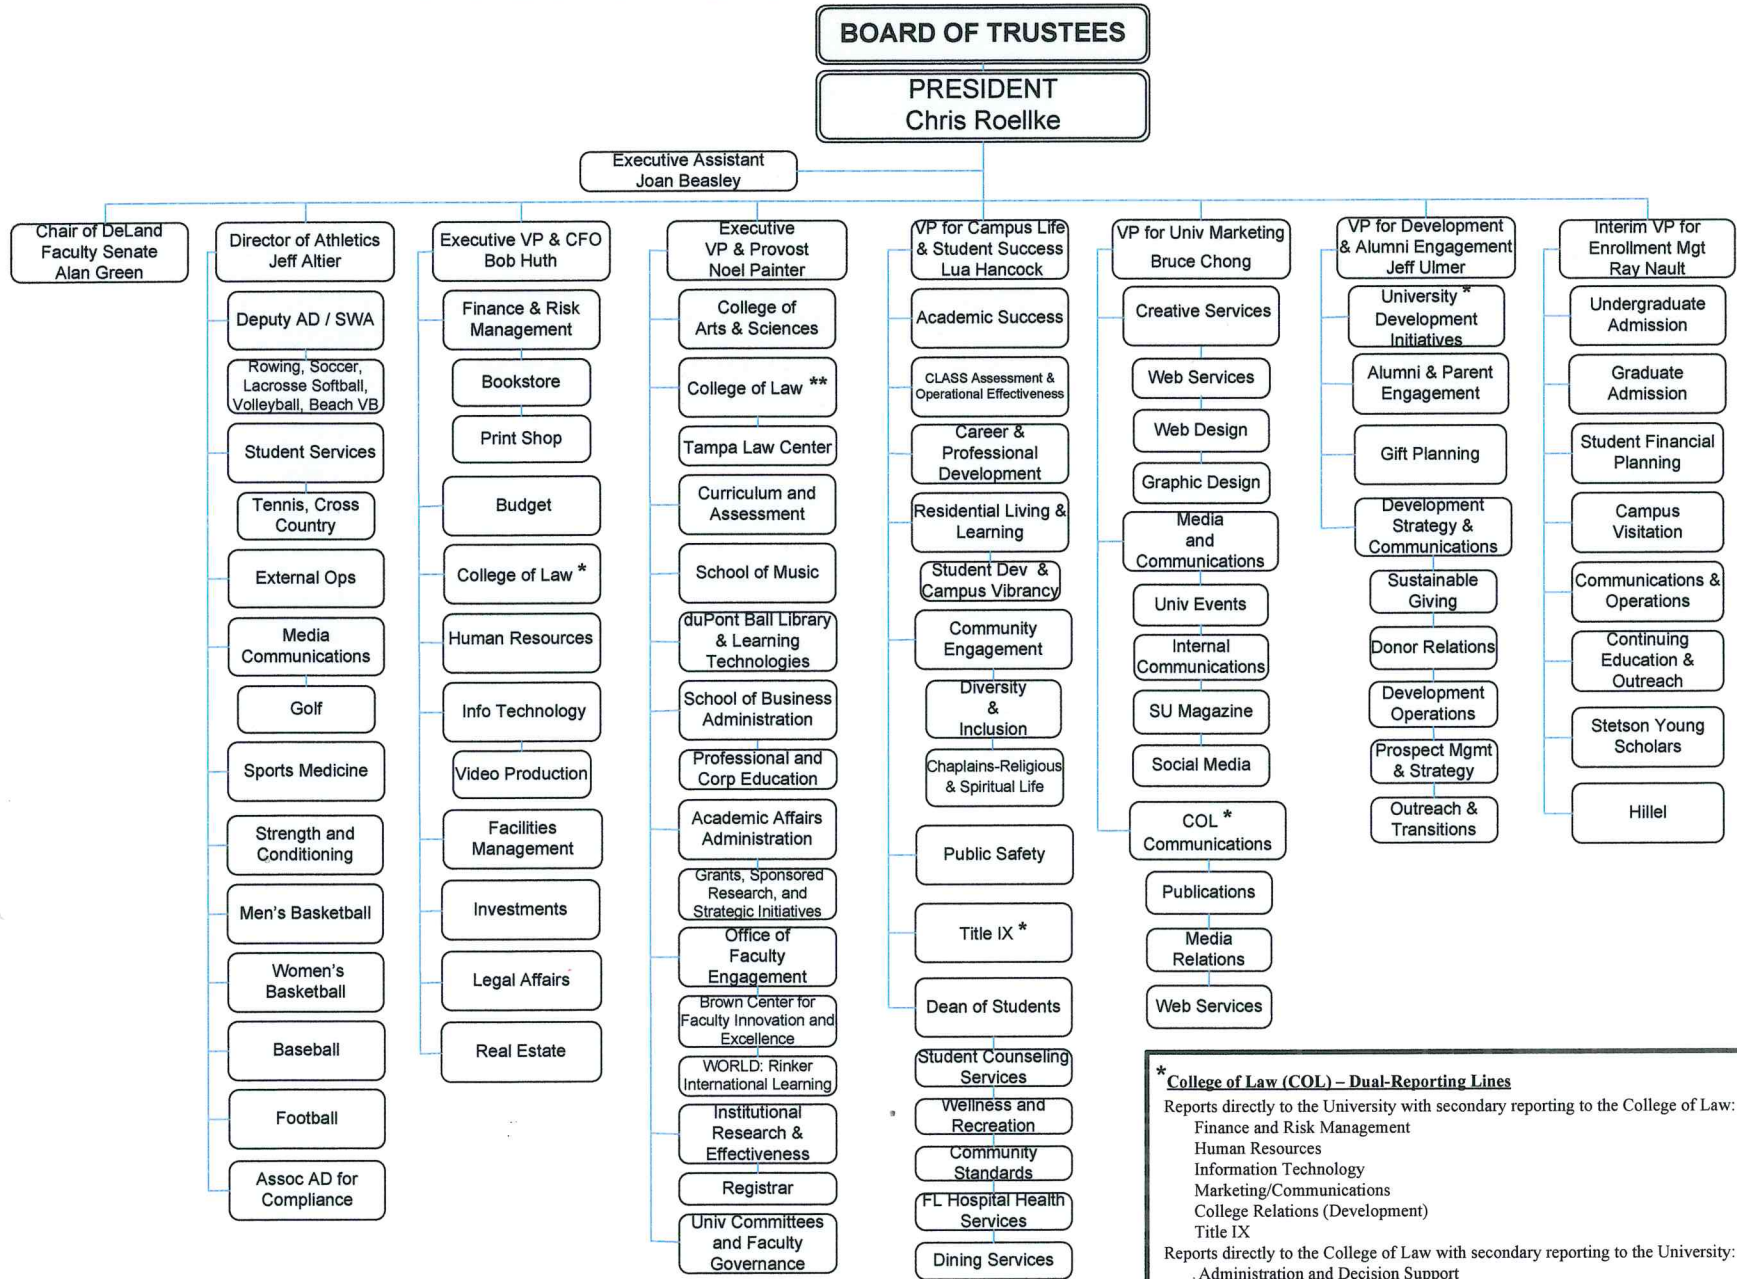 BOARD OF TRUSTEES
PRESIDENT
Chris Roellke
Executive Assistant
Joan Beasley
Chair of DeLand
Faculty Senate
Alan Green
Director of Athletics
Jeff Altier
Deputy AD / SWA
Rowing, Soccer,
Lacrosse Softball,
Volleyball, Beach VB
Student Services
Tennis, Cross
Country
External Ops
Media
Communications
Golf
Sports Medicine
Strength and
Conditioning
Men's Basketball
Women's
Basketball
Baseball
Football
Assoc AD for
Compliance
Executive VP & CFO
Bob Huth
Finance & Risk
Management
Bookstore
Print Shop
Budget
College of Law *
Human Resources
Info Technology
Video Production
Facilities
Management
Investments
Legal Affairs
Real Estate
Executive
VP & Provost
Noel Painter
College of
Arts & Sciences
College of Law **
Tampa Law Center
Curriculum and
Assessment
School of Music
duPont Ball Library
& Learning
Technologies
School of Business
Administration
Professional and
Corp Education
Academic Affairs
Administration
Grants, Sponsored
Research, and
Strategic Initiatives
Office of
Faculty
Engagement
Brown Center for
Faculty Innovation and
Excellence
WORLD: Rinker
International Learning
Institutional
Research &
Effectiveness
Registrar
Univ Committees
and Faculty
Governance
VP for Campus Life
& Student Success
Lua Hancock
Academic Success
CLASS Assessment &
Operational Effectiveness
Career &
Professional
Development
Residential Living &
Learning
Student Dev &
Campus Vibrancy
Community
Engagement
Diversity
&
Inclusion
Chaplains-Religious
& Spiritual Life
Public Safety
Title IX *
Dean of Students
Student Counseling
Services
Wellness and
Recreation
Community
Standards
FL Hospital Health
Services
Dining Services
VP for Univ Marketing
Bruce Chong
Creative Services
Web Services
Web Design
Graphic Design
Media
and
Communications
Univ Events
Internal
Communications
SU Magazine
Social Media
COL *
Communications
Publications
Media
Relations
Web Services
VP for Development
& Alumni Engagement
Jeff Ulmer
University *
Development
Initiatives
Alumni & Parent
Engagement
Gift Planning
Development
Strategy &
Communications
Sustainable
Giving
Donor Relations
Development
Operations
Prospect Mgmt
& Strategy
Outreach &
Transitions
Interim VP for
Enrollment Mgt
Ray Nault
Undergraduate
Admission
Graduate
Admission
Student Financial
Planning
Campus
Visitation
Communications &
Operations
Continuing
Education &
Outreach
Stetson Young
Scholars
Hillel
* College of Law (COL) – Dual-Reporting Lines
Reports directly to the University with secondary reporting to the College of Law:
Finance and Risk Management
Human Resources
Information Technology
Marketing/Communications
College Relations (Development)
Title IX
Reports directly to the College of Law with secondary reporting to the University:
Administration and Decision Support